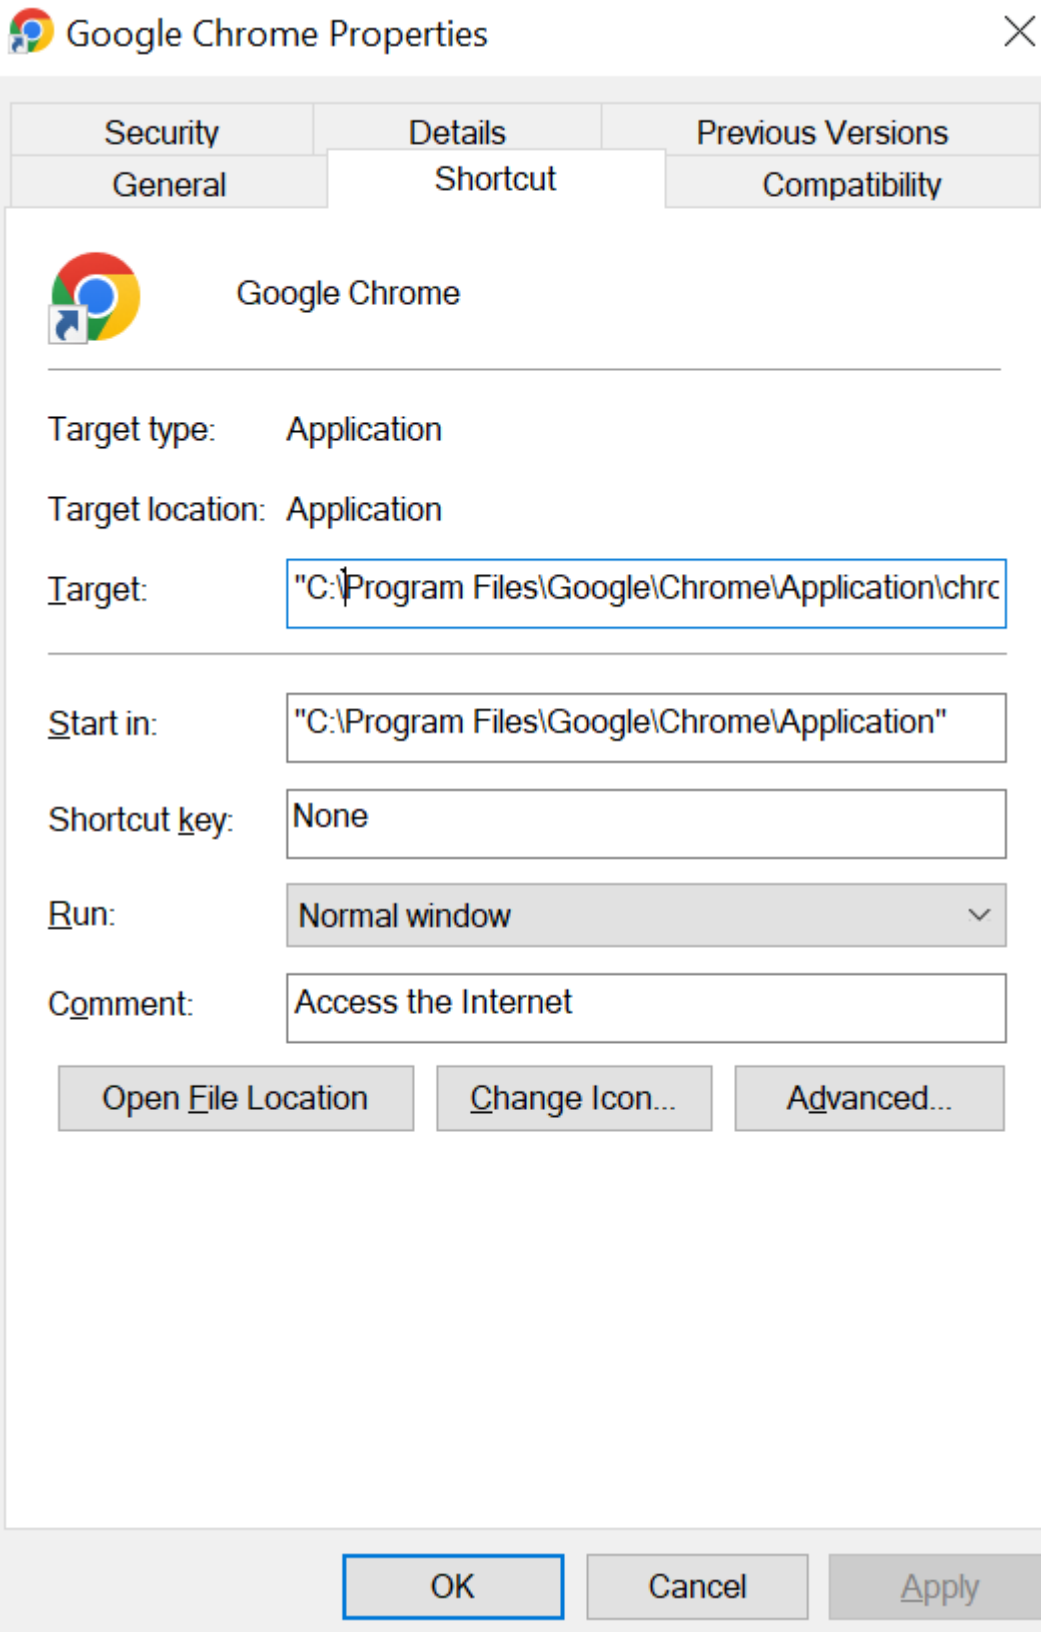 Google Chrome Properties
Security Details Previous Versions
General Shortcut Compatibility
Google Chrome
Target type: Application
Target location: Application
Target: "C:\Program Files\Google\Chrome\Application\chro
Start in: "C:\Program Files\Google\Chrome\Application"
Shortcut key: None
Run: Normal window
Comment: Access the Internet
Open File Location Change Icon... Advanced...
OK Cancel Apply